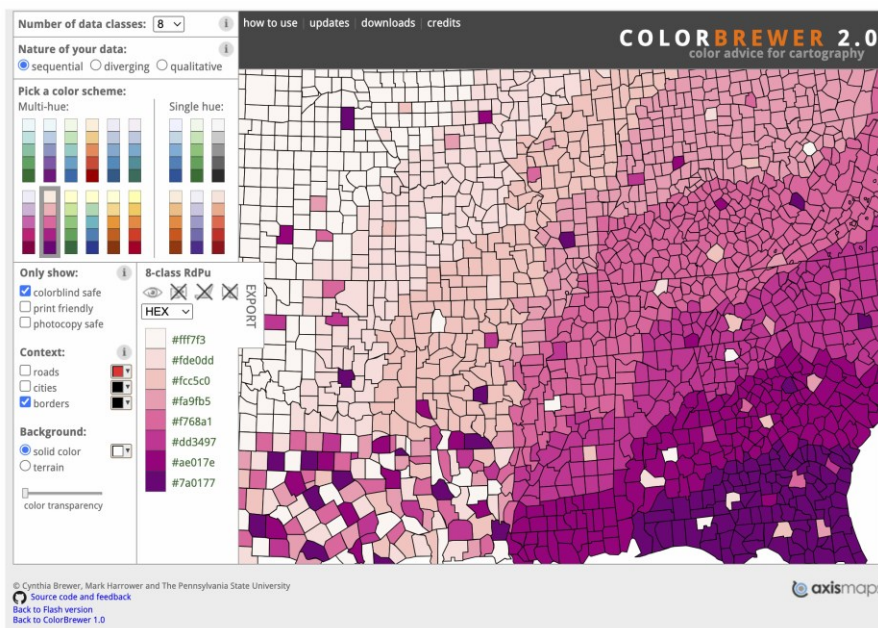 Number of data classes: 8
how to use | updates | downloads | credits
COLORBREWER 2.0
color advice for cartography
Nature of your data:
sequential diverging qualitative
Pick a color scheme:
Multi-hue: Single hue:
Only show:
colorblind safe
print friendly
photocopy safe
Context:
roads
cities
borders
Background:
solid color
terrain
color transparency
8-class RdPu
EXPORT
HEX
#fff7f3
#fde0dd
#fcc5c0
#fa9fb5
#f768a1
#dd3497
#ae017e
#7a0177
© Cynthia Brewer, Mark Harrower and The Pennsylvania State University
Source code and feedback
Back to Flash version
Back to ColorBrewer 1.0
axismaps